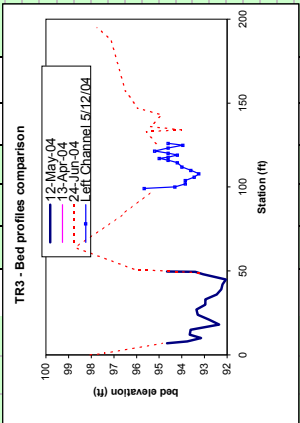 TR3 - Bed profiles comparison
12-May-04
13-Apr-04
24-Jun-04
Left Channel 5/12/04
bed elevation (ft)
100
99
98
97
96
95
94
93
92
0
50
100
150
200
Station (ft)